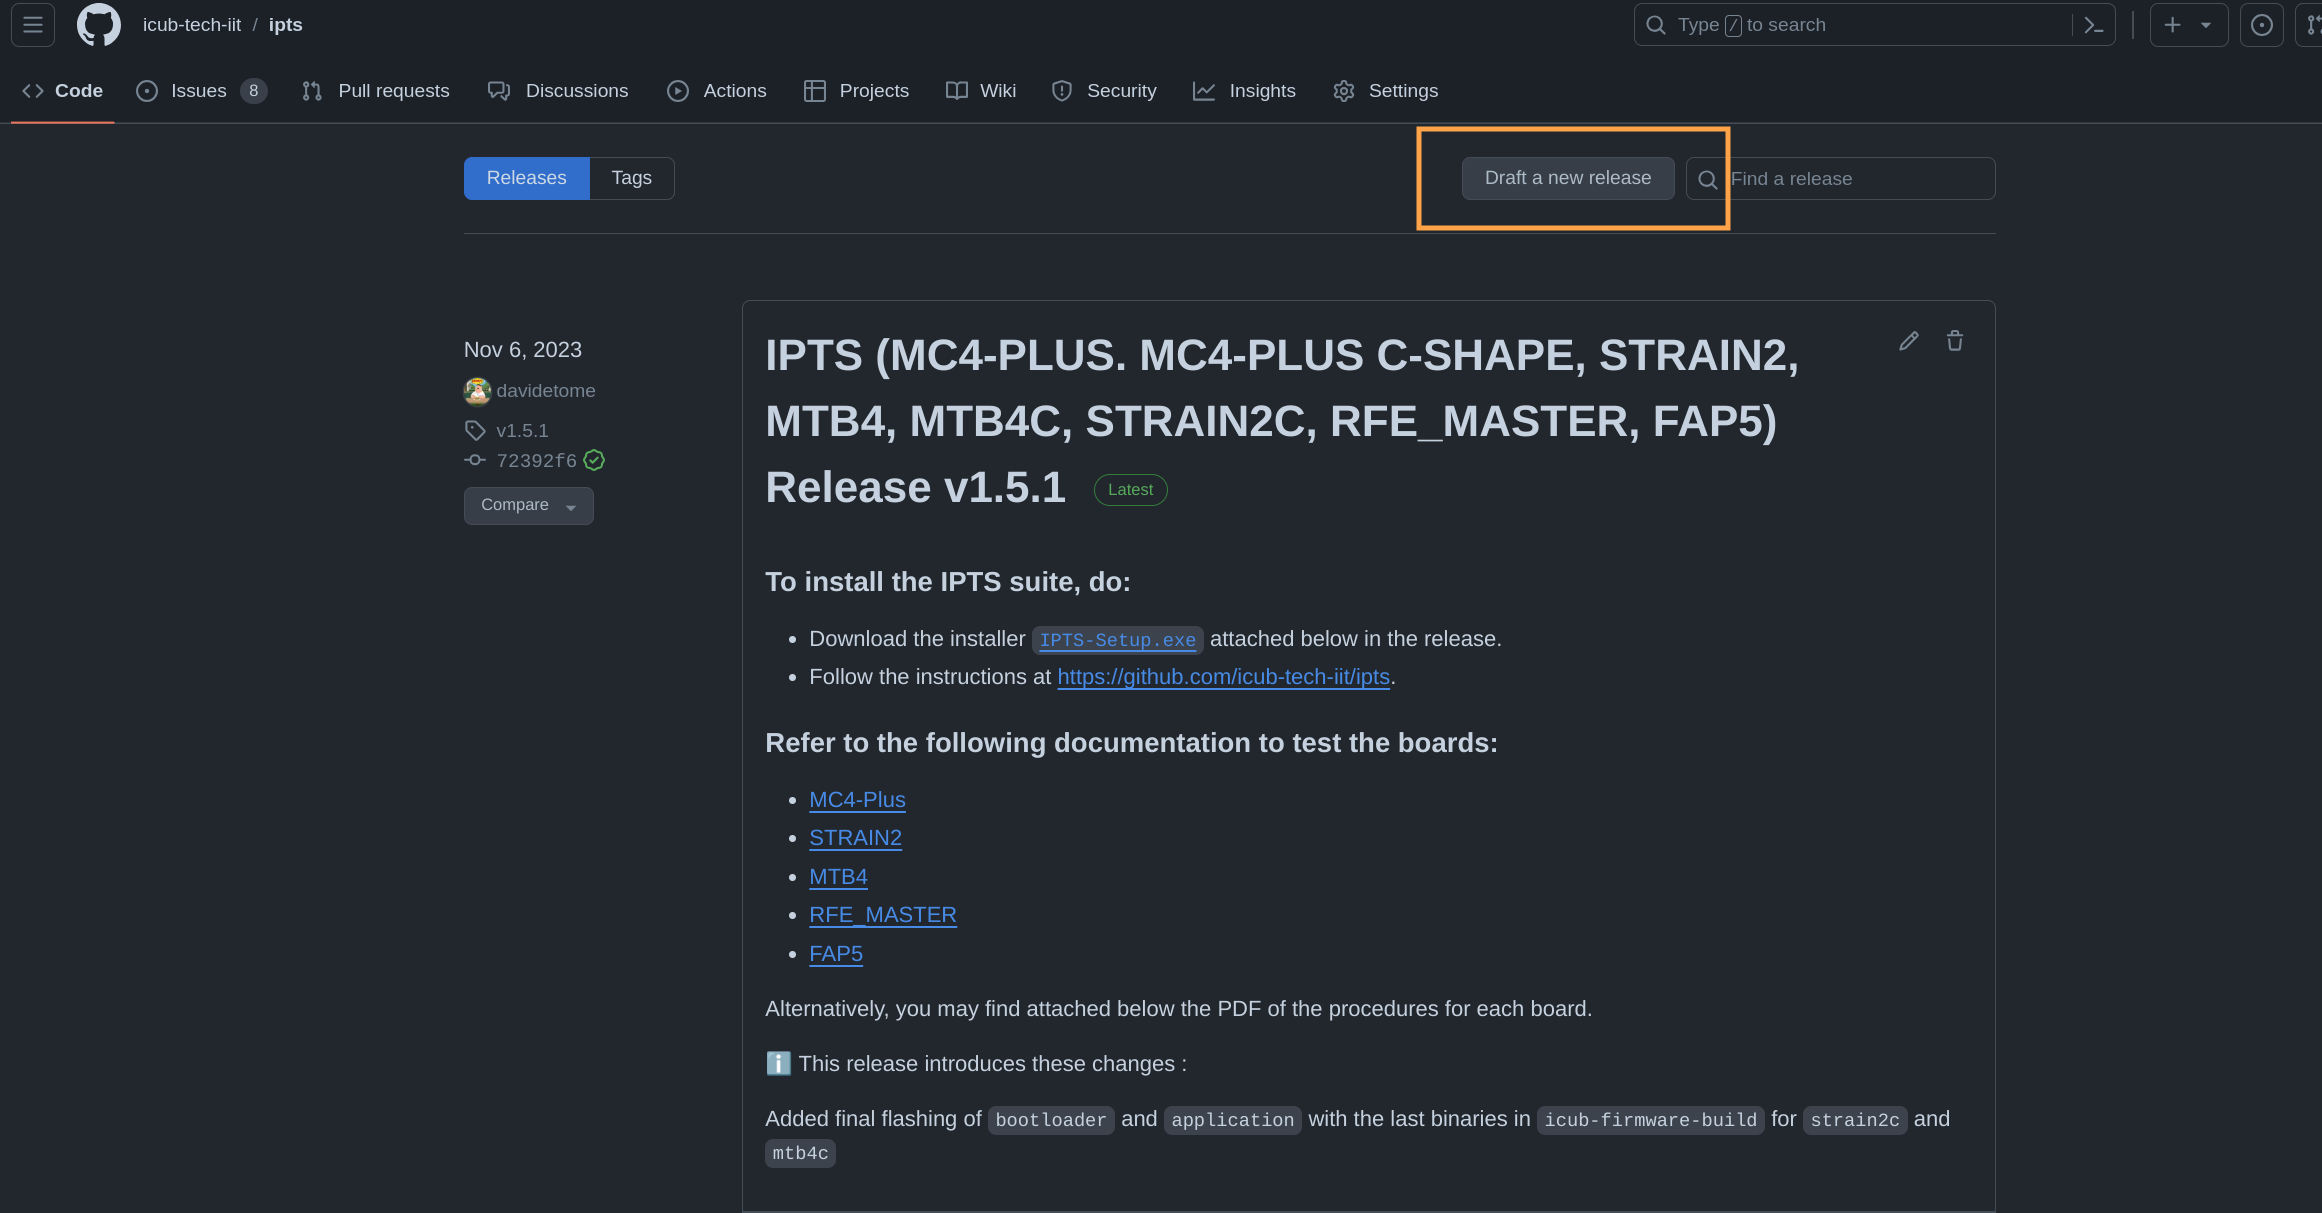 icub-tech-iit / ipts
Type / to search
Code Issues 8 Pull requests Discussions Actions Projects Wiki Security Insights Settings
Releases Tags
Draft a new release Find a release
Nov 6, 2023
davidetome
v1.5.1
72392f6
Compare
IPTS (MC4-PLUS. MC4-PLUS C-SHAPE, STRAIN2,
MTB4, MTB4C, STRAIN2C, RFE_MASTER, FAP5)
Release v1.5.1 Latest
To install the IPTS suite, do:
• Download the installer IPTS-Setup.exe attached below in the release.
• Follow the instructions at https://github.com/icub-tech-iit/ipts.
Refer to the following documentation to test the boards:
• MC4-Plus
• STRAIN2
• MTB4
• RFE_MASTER
• FAP5
Alternatively, you may find attached below the PDF of the procedures for each board.
ℹ️ This release introduces these changes :
Added final flashing of bootloader and application with the last binaries in icub-firmware-build for strain2c and
mtb4c